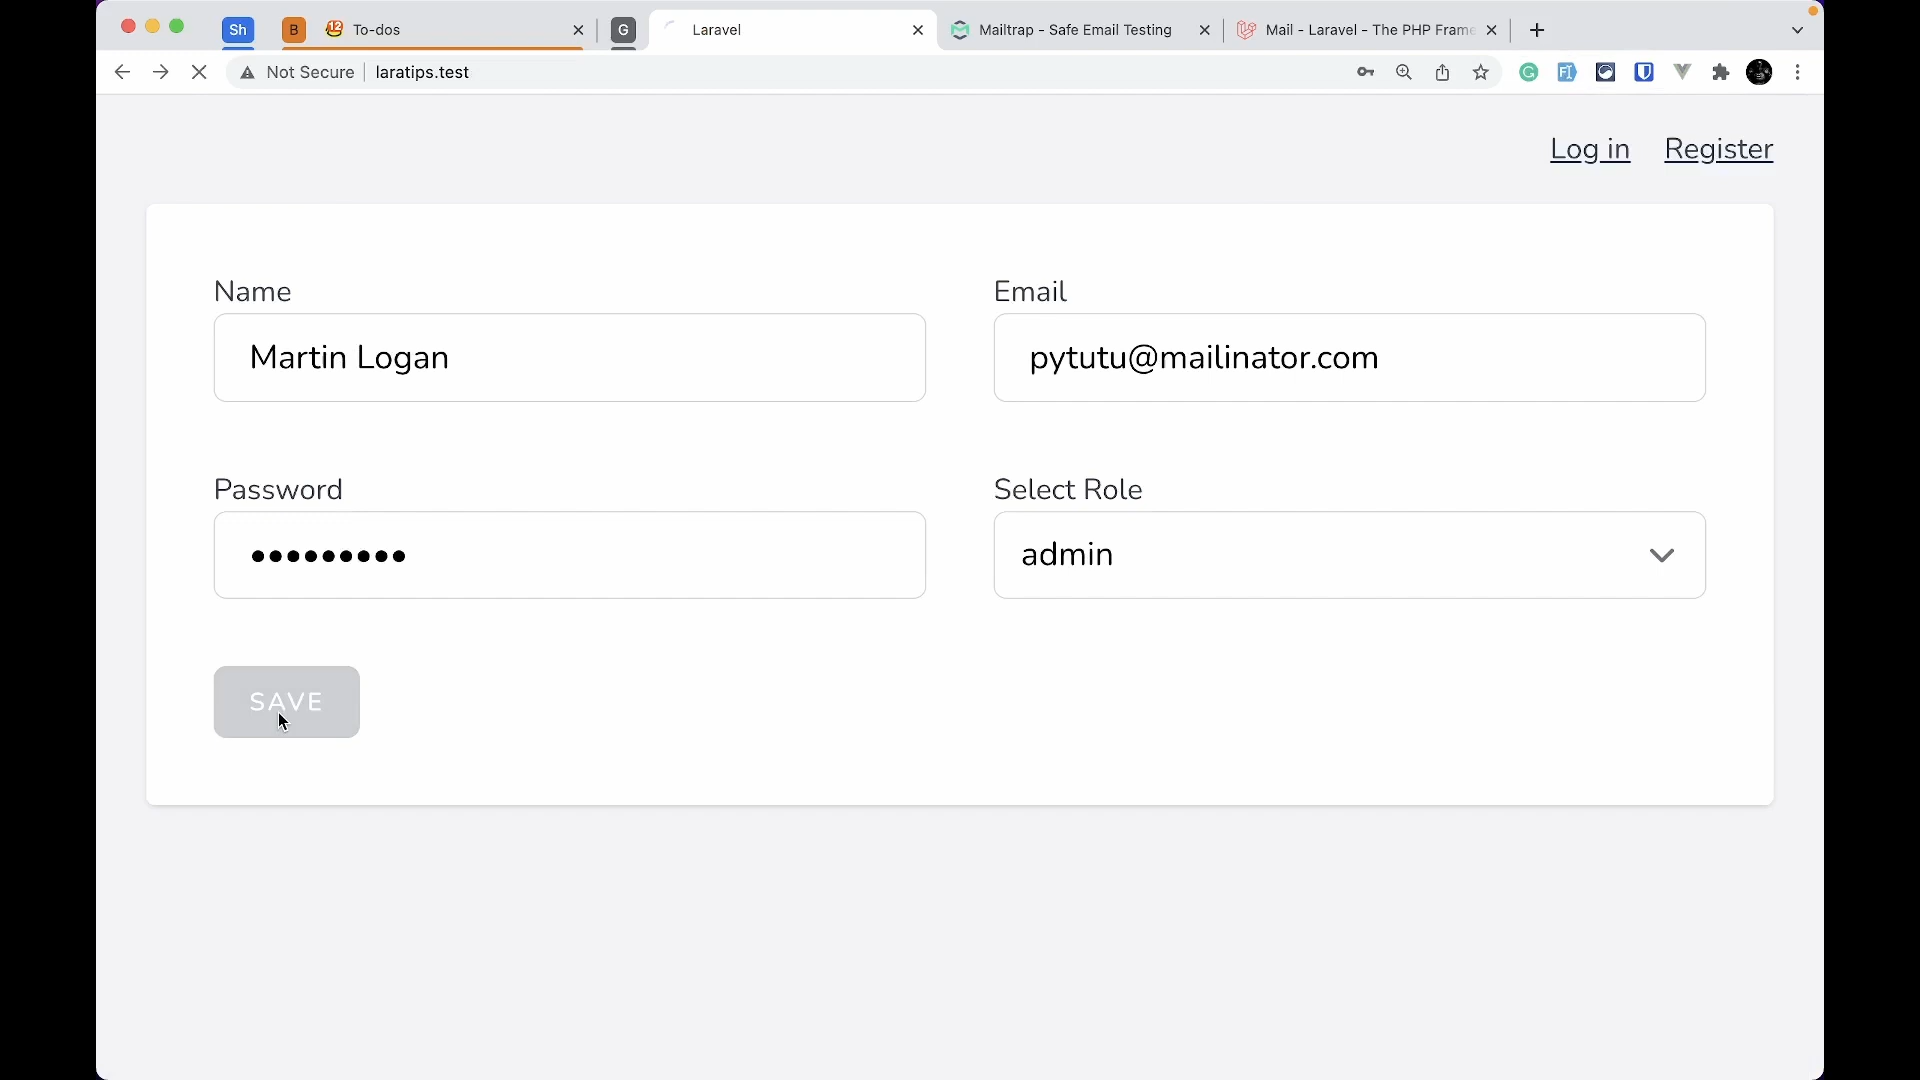 Sh
B
12
To-dos
G
Laravel
Mailtrap - Safe Email Testing
Mail - Laravel - The PHP Frame
Not Secure
laratips.test
Log in
Register
Name
Email
Martin Logan
pytutu@mailinator.com
Password
Select Role
•••••••••
admin
SAVE